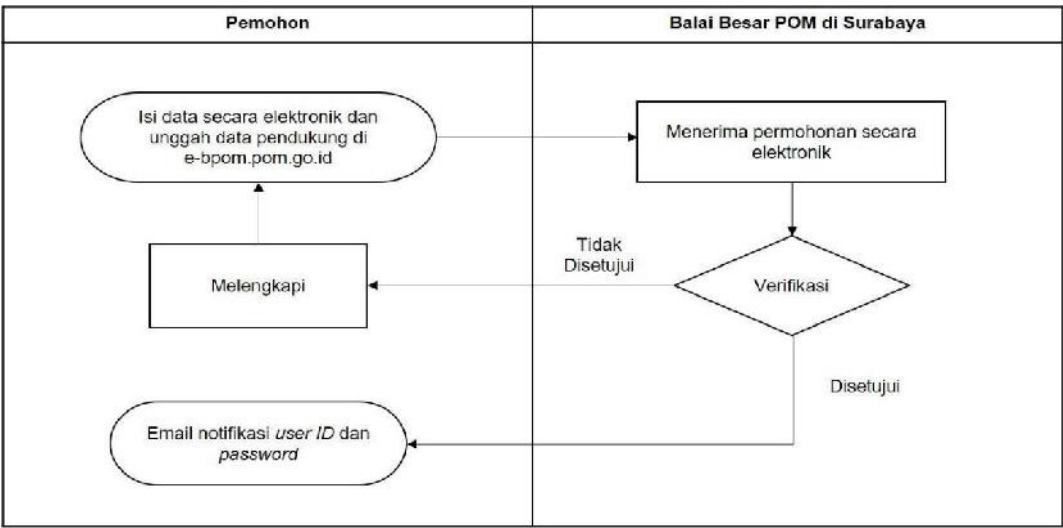 Pemohon
Balai Besar POM di Surabaya
Isi data secara elektronik dan
unggah data pendukung di
e-bpom.pom.go.id
Menerima permohonan secara
elektronik
Tidak
Disetujui
Melengkapi
Verifikasi
Disetujui
Email notifikasi user ID dan
password